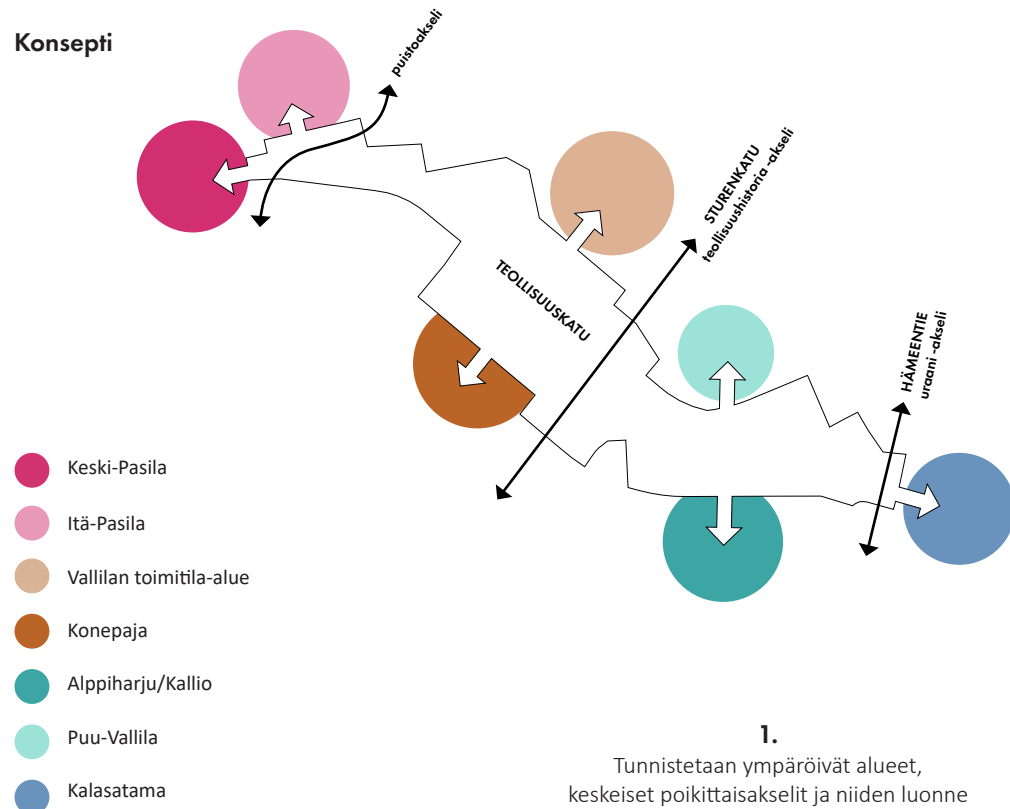 Konsepti
puistoakseli
STURENKATU
teollisuushistoria -akseli
TEOLLISUUSKATU
HÄMEENTIE
uraani -akseli
Keski-Pasila
Itä-Pasila
Vallilan toimitila-alue
Konepaja
Alppiharju/Kallio
Puu-Vallila
Kalasatama
1.
Tunnistetaan ympäröivät alueet,
keskeiset poikittaisakselit ja niiden luonne